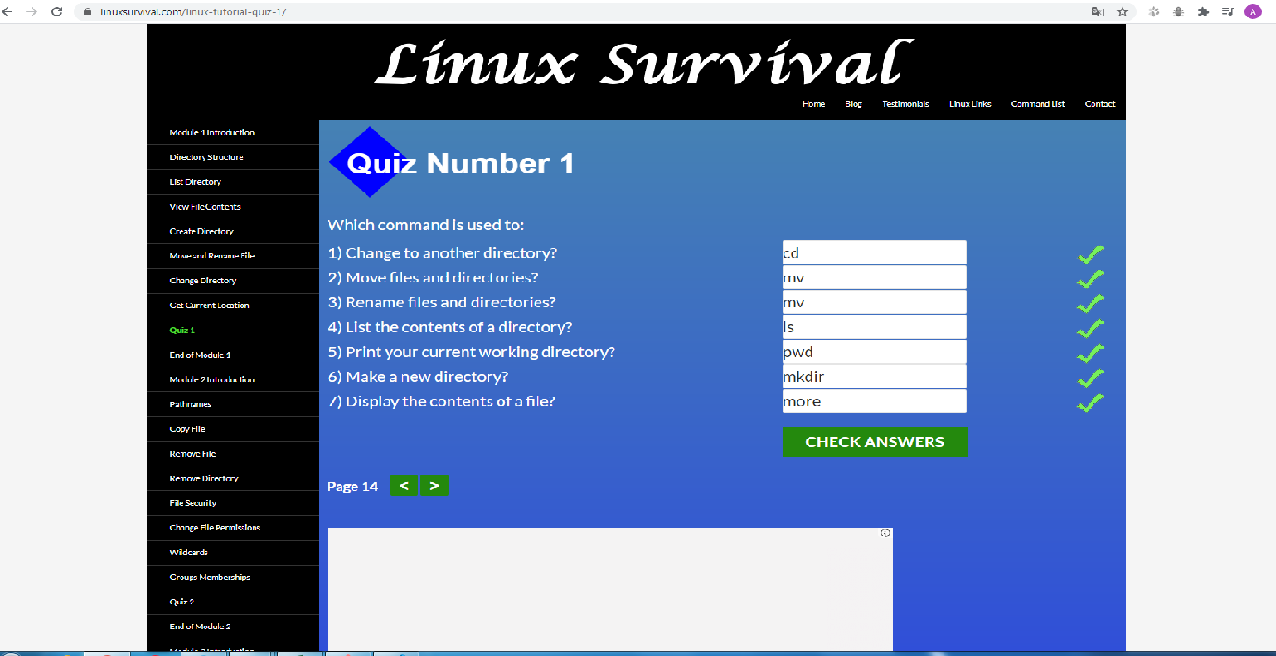 linuxsurvival.com/linux-tutorial-quiz-1/
A
Linux Survival
Home Blog Testimonials Linux Links Command List Contact
Module 1 Introduction
Directory Structure
List Directory
View File Contents
Create Directory
Move and Rename File
Change Directory
Get Current Location
Quiz 1
End of Module 1
Module 2 Introduction
Pathnames
Copy File
Remove File
Remove Directory
File Security
Change File Permissions
Wildcards
Groups Memberships
Quiz 2
End of Module 2
Module 3 Introduction
Quiz Number 1
Which command is used to:
1) Change to another directory? cd
2) Move files and directories? mv
3) Rename files and directories? mv
4) List the contents of a directory? ls
5) Print your current working directory? pwd
6) Make a new directory? mkdir
7) Display the contents of a file? more
CHECK ANSWERS
Page 14 < >